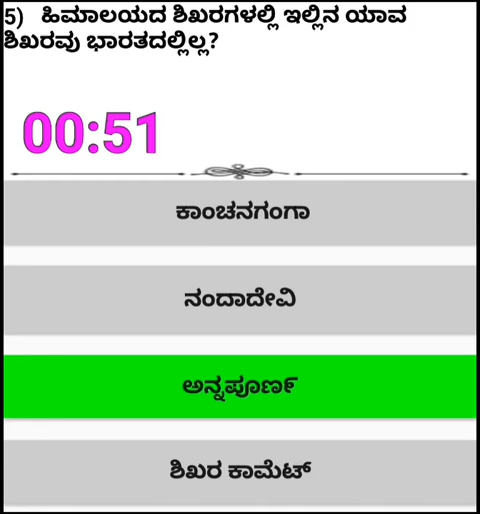 5) ಹಿಮಾಲಯದ ಶಿಖರಗಳಲ್ಲಿ ಇಲ್ಲಿನ ಯಾವ
ಶಿಖರವು ಭಾರತದಲ್ಲಿಲ್ಲ?
00:51
ಕಾಂಚನಗಂಗಾ
ನಂದಾದೇವಿ
ಅನ್ನಪೂರ್ಣ
ಶಿಖರ ಕಾಮೆಟ್